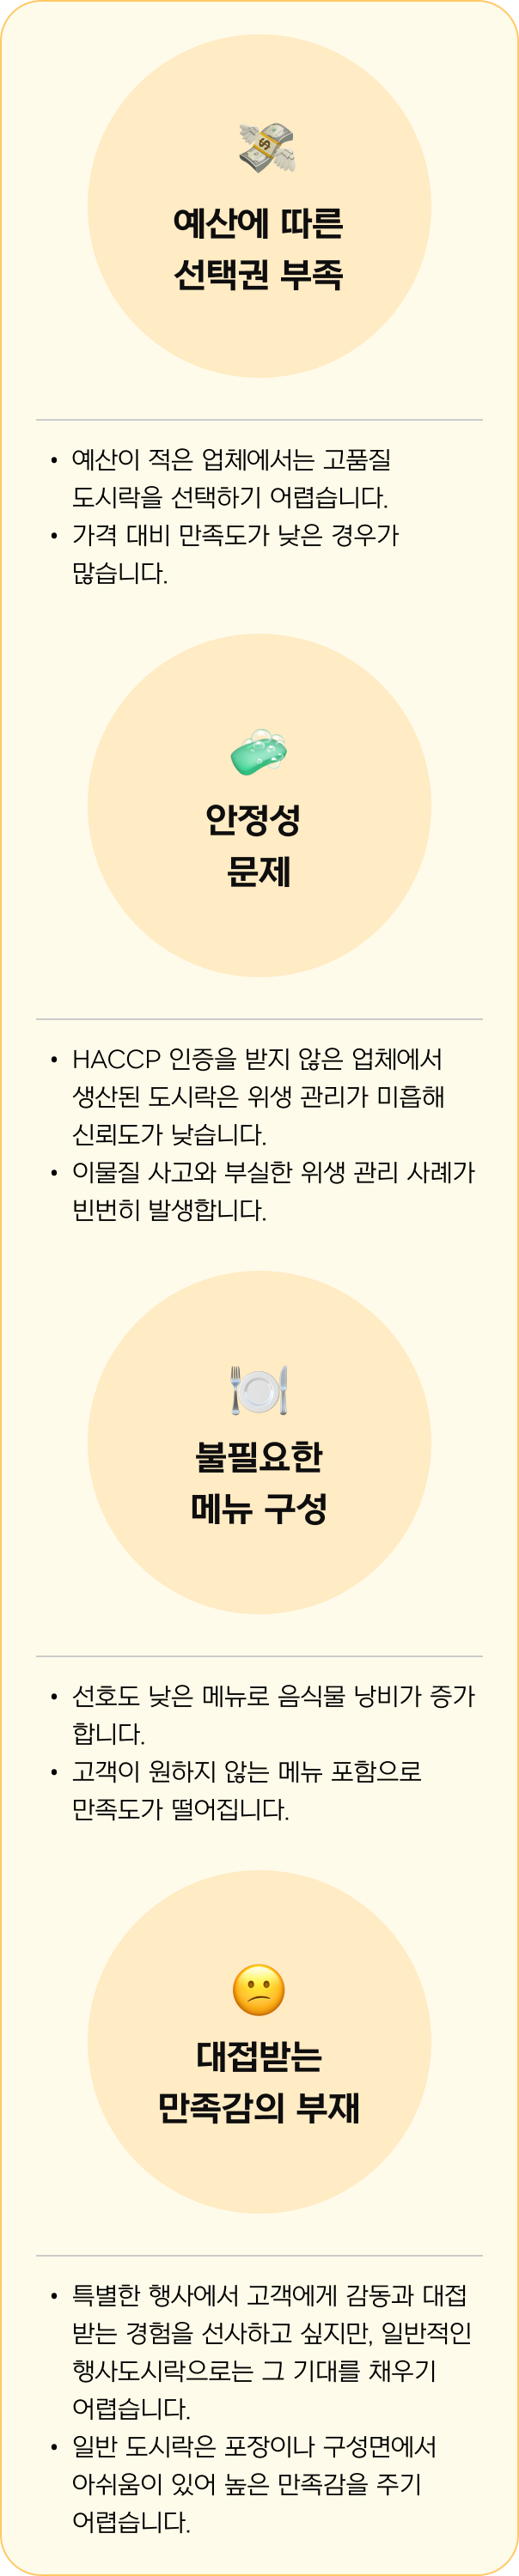 예산에 따른
선택권 부족
• 예산이 적은 업체에서는 고품질
도시락을 선택하기 어렵습니다.
• 가격 대비 만족도가 낮은 경우가
많습니다.
안정성
문제
• HACCP 인증을 받지 않은 업체에서
생산된 도시락은 위생 관리가 미흡해
신뢰도가 낮습니다.
• 이물질 사고와 부실한 위생 관리 사례가
빈번히 발생합니다.
불필요한
메뉴 구성
• 선호도 낮은 메뉴로 음식물 낭비가 증가
합니다.
• 고객이 원하지 않는 메뉴 포함으로
만족도가 떨어집니다.
대접받는
만족감의 부재
• 특별한 행사에서 고객에게 감동과 대접
받는 경험을 선사하고 싶지만, 일반적인
행사도시락으로는 그 기대를 채우기
어렵습니다.
• 일반 도시락은 포장이나 구성면에서
아쉬움이 있어 높은 만족감을 주기
어렵습니다.